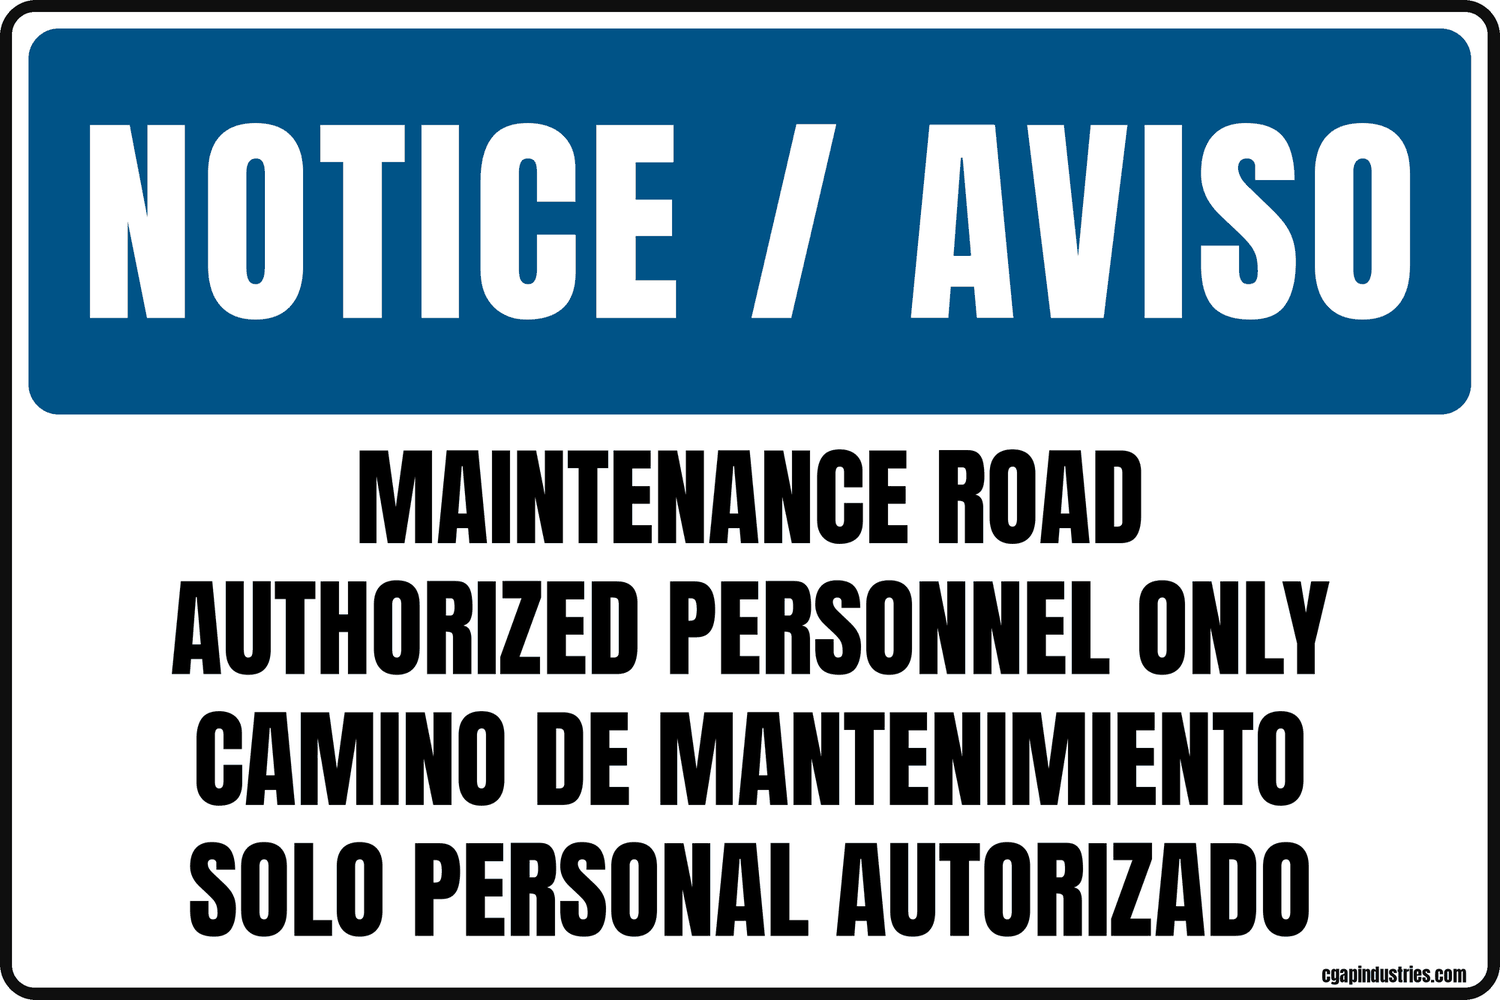 NOTICE / AVISO
MAINTENANCE ROAD
AUTHORIZED PERSONNEL ONLY
CAMINO DE MANTENIMIENTO
SOLO PERSONAL AUTORIZADO
cgapindustries.com